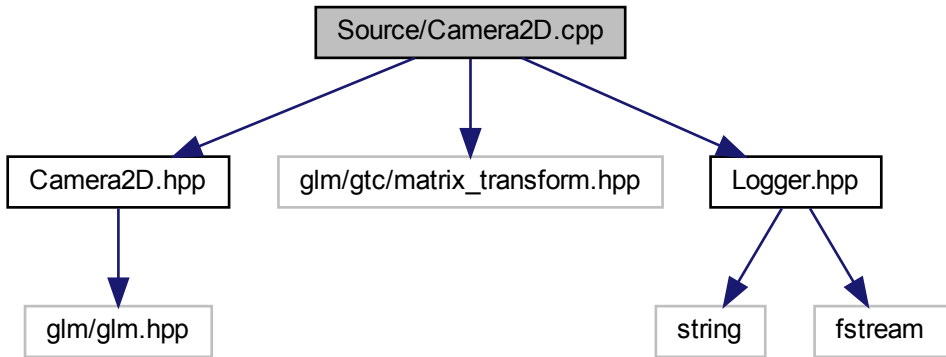 Source/Camera2D.cpp
Camera2D.hpp
glm/gtc/matrix_transform.hpp
Logger.hpp
glm/glm.hpp
string
fstream